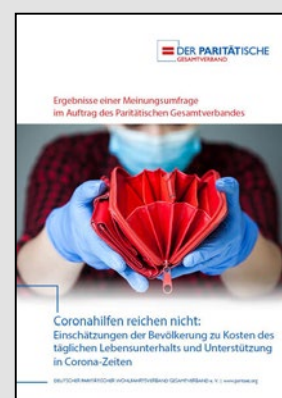 DER PARITÄTISCHE
GESAMTVERBAND
Ergebnisse einer Meinungsumfrage
im Auftrag des Paritätischen Gesamtverbandes
Coronahilfen reichen nicht:
Einschätzungen der Bevölkerung zu Kosten des
täglichen Lebensunterhalts und Unterstützung
in Corona-Zeiten
DEUTSCHER PARITÄTISCHER WOHLFAHRTSVERBAND GESAMTVERBAND e. V. | www.paritaet.org